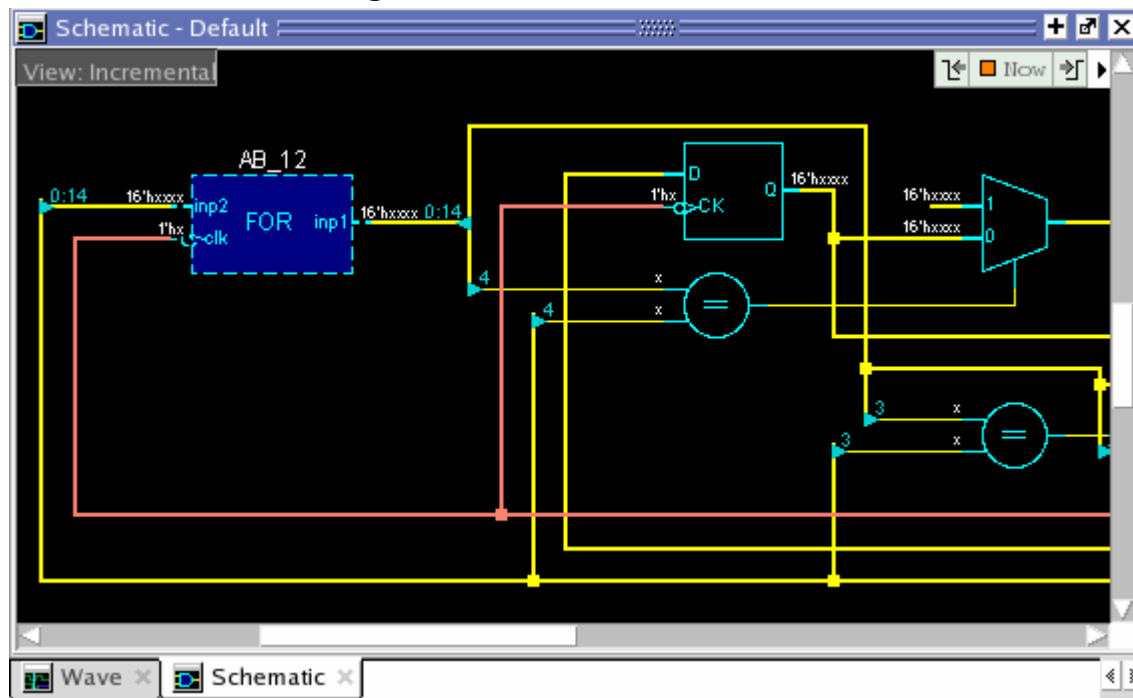 Schematic - Default
View: Incremental
Now
AB_12
0:14
16'hxxxx
inp2
FOR
inp1
16'hxxxx 0:14
1'hx
clk
D
Q
16'hxxxx
1'hx
CK
16'hxxxx
1
16'hxxxx
0
4
x
=
4
x
3
x
=
3
x
Wave
Schematic